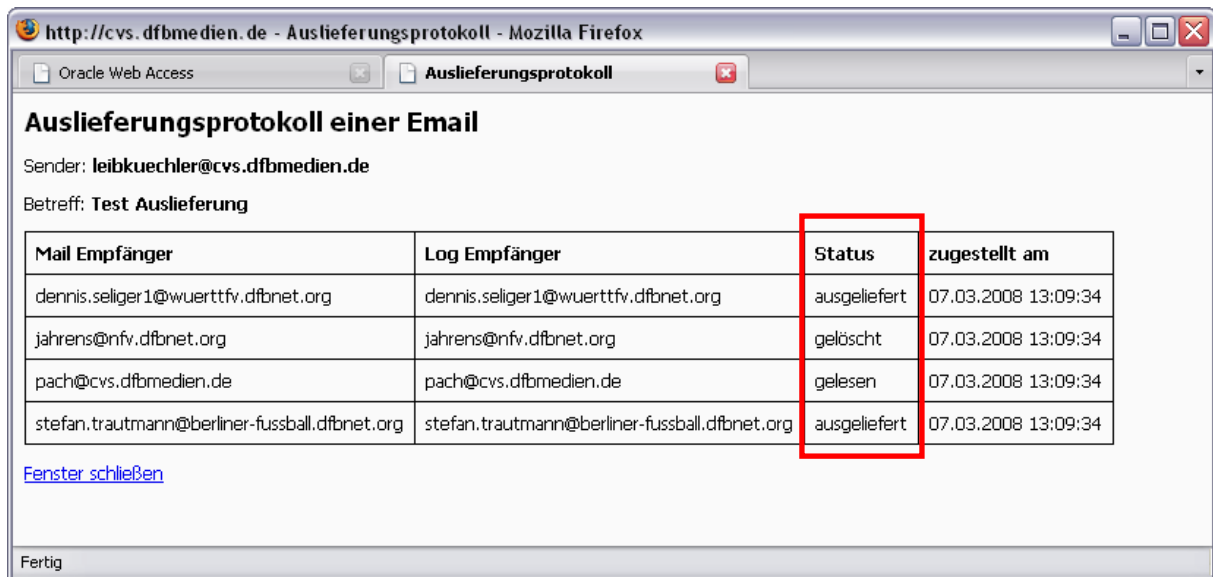 http://cvs.dfbmedien.de - Auslieferungsprotokoll - Mozilla Firefox
Oracle Web Access Auslieferungsprotokoll
Auslieferungsprotokoll einer Email
Sender: leibkuechler@cvs.dfbmedien.de
Betreff: Test Auslieferung
Mail Empfänger Log Empfänger Status zugestellt am
dennis.seliger1@wuerttfv.dfbnet.org dennis.seliger1@wuerttfv.dfbnet.org ausgeliefert 07.03.2008 13:09:34
jahrens@nfv.dfbnet.org jahrens@nfv.dfbnet.org gelöscht 07.03.2008 13:09:34
pach@cvs.dfbmedien.de pach@cvs.dfbmedien.de gelesen 07.03.2008 13:09:34
stefan.trautmann@berliner-fussball.dfbnet.org stefan.trautmann@berliner-fussball.dfbnet.org ausgeliefert 07.03.2008 13:09:34
Fenster schließen
Fertig